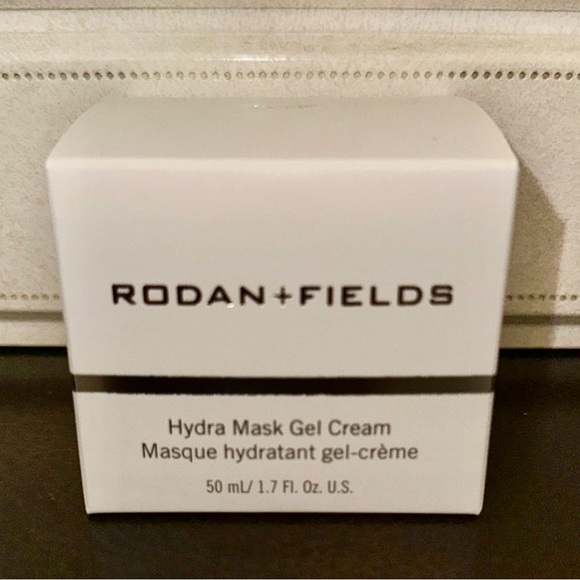 RODAN+FIELDS
Hydra Mask Gel Cream
Masque hydratant gel-crème
50 mL/ 1.7 Fl. Oz. U.S.